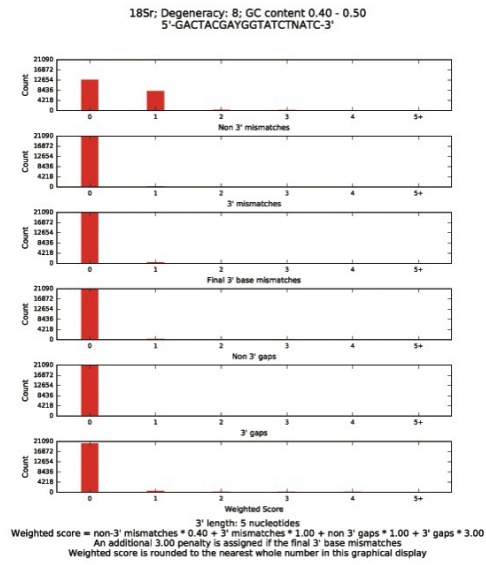 18Sr; Degeneracy: 8; GC content 0.40 - 0.50
5'-GACTACGAYGGTATCTNATC-3'
21090
16872
12654
8436
4218
0
Count
0 1 2 3 4 5+
Non 3' mismatches
21090
16872
12654
8436
4218
0
Count
0 1 2 3 4 5+
3' mismatches
21090
16872
12654
8436
4218
0
Count
0 1 2 3 4 5+
Final 3' base mismatches
21090
16872
12654
8436
4218
0
Count
0 1 2 3 4 5+
Non 3' gaps
21090
16872
12654
8436
4218
0
Count
0 1 2 3 4 5+
3' gaps
21090
16872
12654
8436
4218
0
Count
0 1 2 3 4 5+
Weighted Score
3' length: 5 nucleotides
Weighted score = non-3' mismatches * 0.40 + 3' mismatches * 1.00 + non 3' gaps * 1.00 + 3' gaps * 3.00
An additional 3.00 penalty is assigned if the final 3' base mismatches
Weighted score is rounded to the nearest whole number in this graphical display